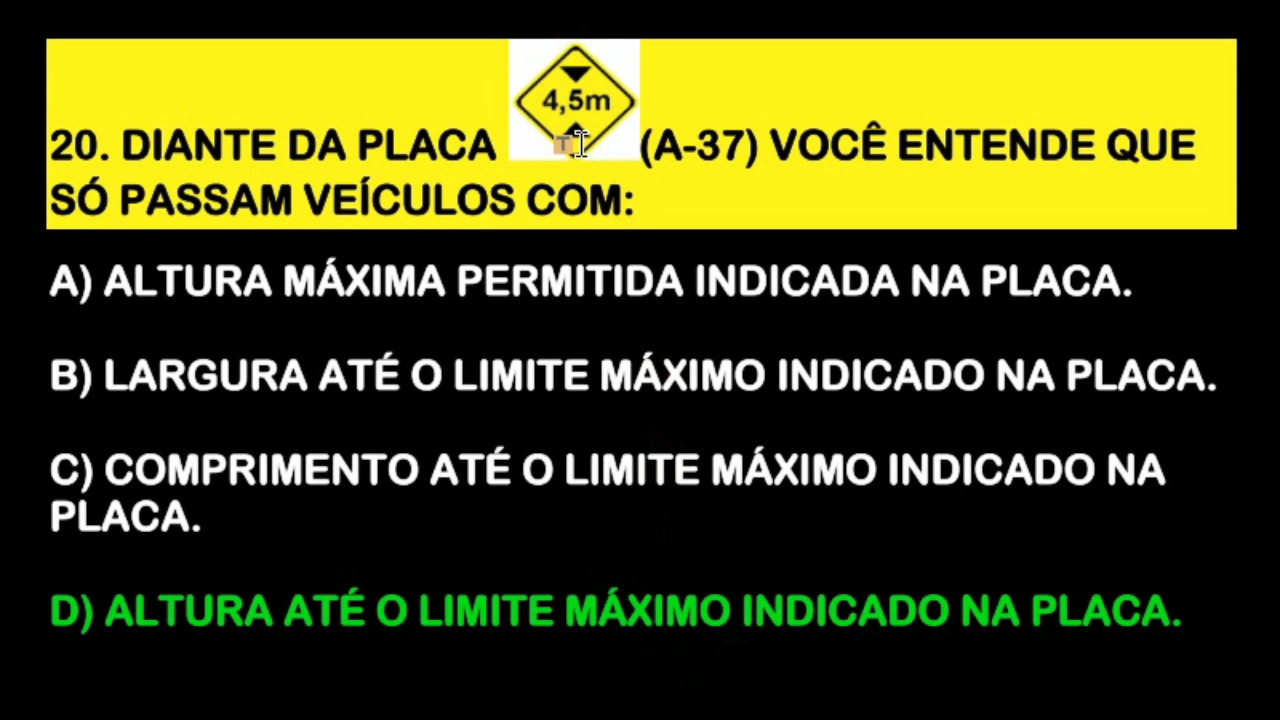 4,5m
20. DIANTE DA PLACA (A-37) VOCÊ ENTENDE QUE
SÓ PASSAM VEÍCULOS COM:
A) ALTURA MÁXIMA PERMITIDA INDICADA NA PLACA.
B) LARGURA ATÉ O LIMITE MÁXIMO INDICADO NA PLACA.
C) COMPRIMENTO ATÉ O LIMITE MÁXIMO INDICADO NA
PLACA.
D) ALTURA ATÉ O LIMITE MÁXIMO INDICADO NA PLACA.